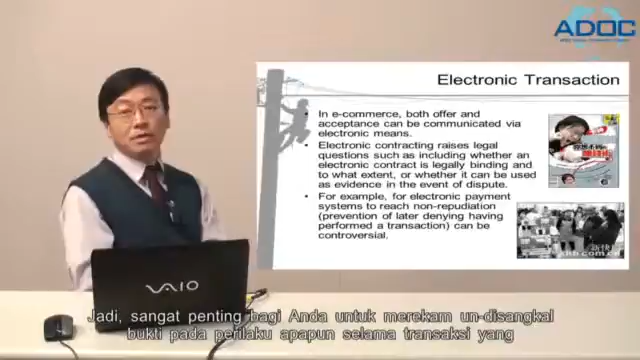 ADOC
Electronic Transaction
• In e-commerce, both offer and
acceptance can be communicated via
electronic means.
• Electronic contracting raises legal
questions such as including whether an
electronic contract is legally binding and
to what extent, or whether it can be used
as evidence in the event of dispute.
• For example, for electronic payment
systems to reach non-repudiation
(prevention of later denying having
performed a transaction) can be
controversial.
VAIO
Jadi, sangat penting bagi Anda untuk merekam un-disangkal
bukti pada perilaku apapun selama transaksi yang